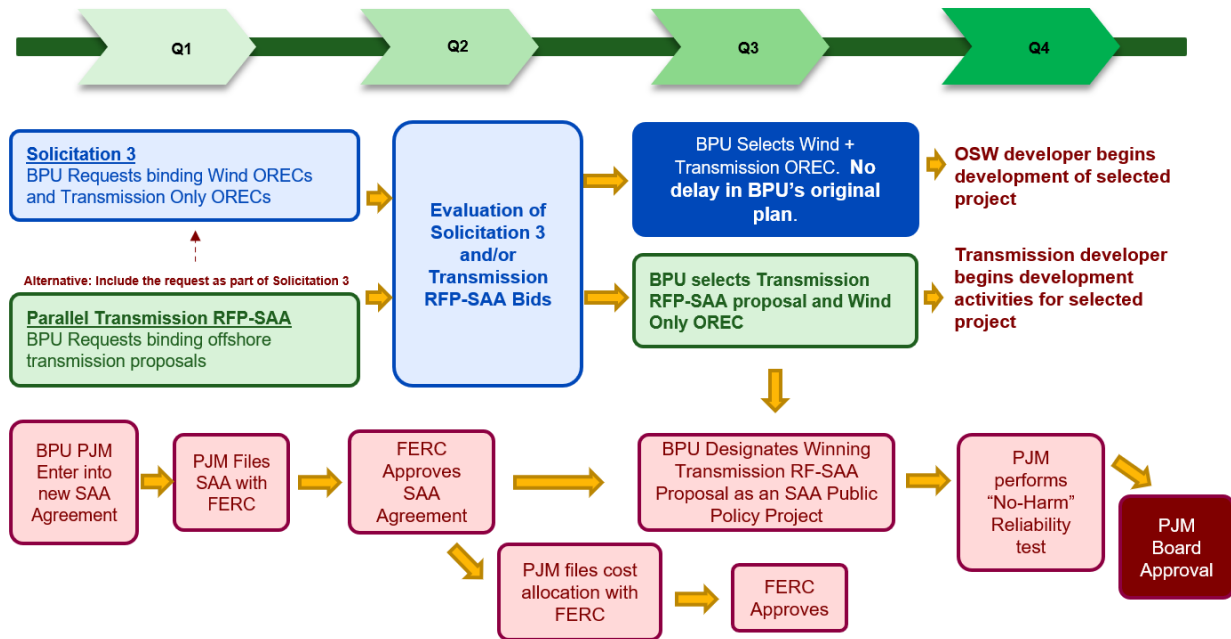 Q1
Q2
Q3
Q4
Solicitation 3
BPU Requests binding Wind ORECs
and Transmission Only ORECs
Alternative: Include the request as part of Solicitation 3
Parallel Transmission RFP-SAA
BPU Requests binding offshore
transmission proposals
Evaluation of
Solicitation 3
and/or
Transmission
RFP-SAA Bids
BPU Selects Wind +
Transmission OREC. No
delay in BPU's original
plan.
OSW developer begins
development of selected
project
BPU selects Transmission
RFP-SAA proposal and Wind
Only OREC
Transmission developer
begins development
activities for selected
project
BPU PJM
Enter into
new SAA
Agreement
PJM Files
SAA with
FERC
FERC
Approves
SAA
Agreement
BPU Designates Winning
Transmission RF-SAA
Proposal as an SAA Public
Policy Project
PJM
performs
“No-Harm”
Reliability
test
PJM
Board
Approval
PJM files cost
allocation with
FERC
FERC
Approves